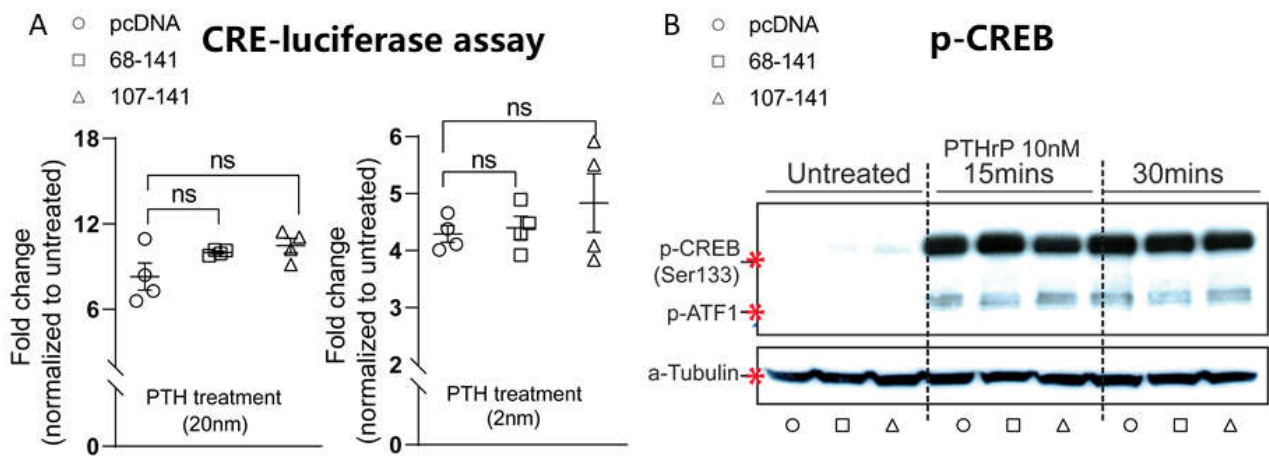 A
pcDNA
68-141
107-141
CRE-luciferase assay
Fold change
(normalized to untreated)
18
12
6
0
ns
ns
PTH treatment
(20nm)
Fold change
(normalized to untreated)
6
5
4
3
2
0
ns
ns
PTH treatment
(2nm)
B
pcDNA
68-141
107-141
p-CREB
PTHrP 10nM
Untreated 15mins 30mins
p-CREB
(Ser133)
p-ATF1
a-Tubulin